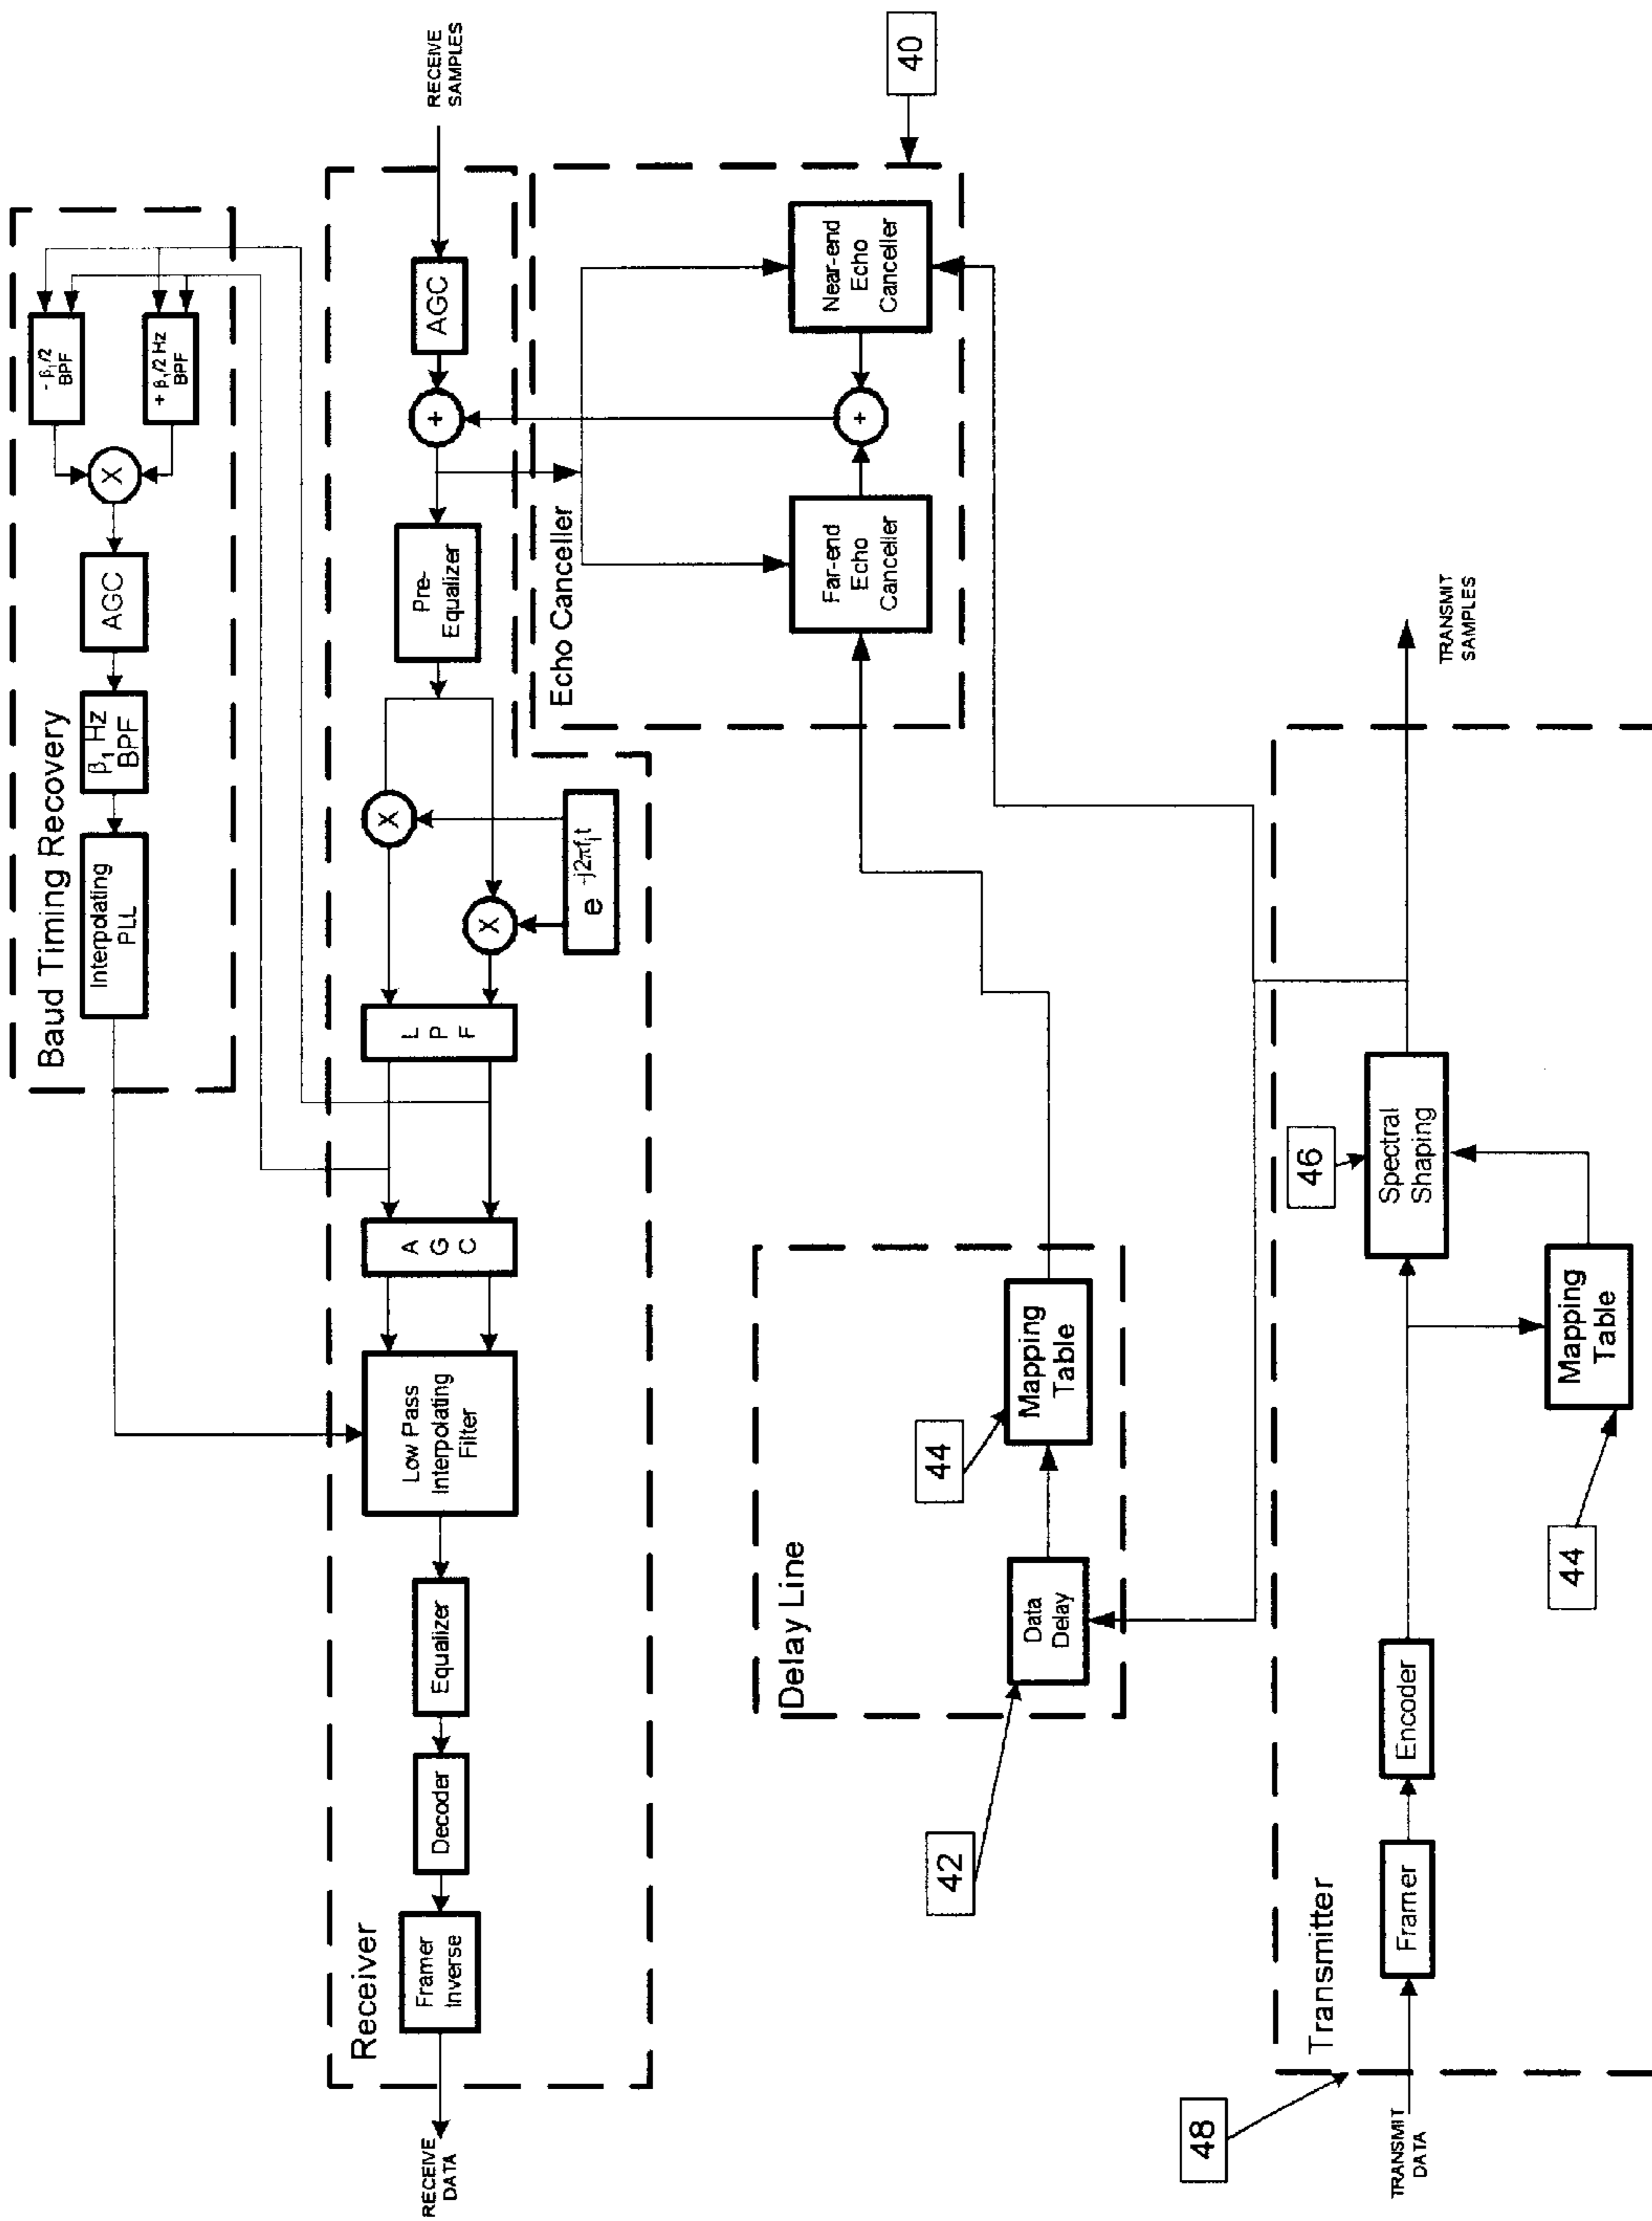 Baud Timing Recovery
Interpolating
PLL
β₁ Hz
BPF
AGC
X
- β₁/2
BPF
+ β₁/2 Hz
BPF
Receiver
RECEIVE
DATA
Framer
Inverse
Decoder
Equalizer
Low Pass
Interpolating
Filter
A
G
C
L
P
F
X
X
e -j2πfᵢt
Pre-
Equalizer
+
AGC
RECEIVE
SAMPLES
Echo Canceller
Far-end
Echo
Canceller
+
Near-end
Echo
Canceller
40
Delay Line
42
Data
Delay
44
Mapping
Table
Transmitter
48
TRANSMIT
DATA
Framer
Encoder
44
Mapping
Table
46
Spectral
Shaping
TRANSMIT
SAMPLES